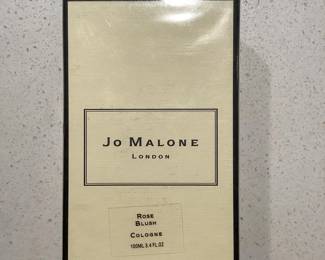 JO MALONE
LONDON
ROSE
BLUSH
COLOGNE
100ML 3.4 FL.OZ